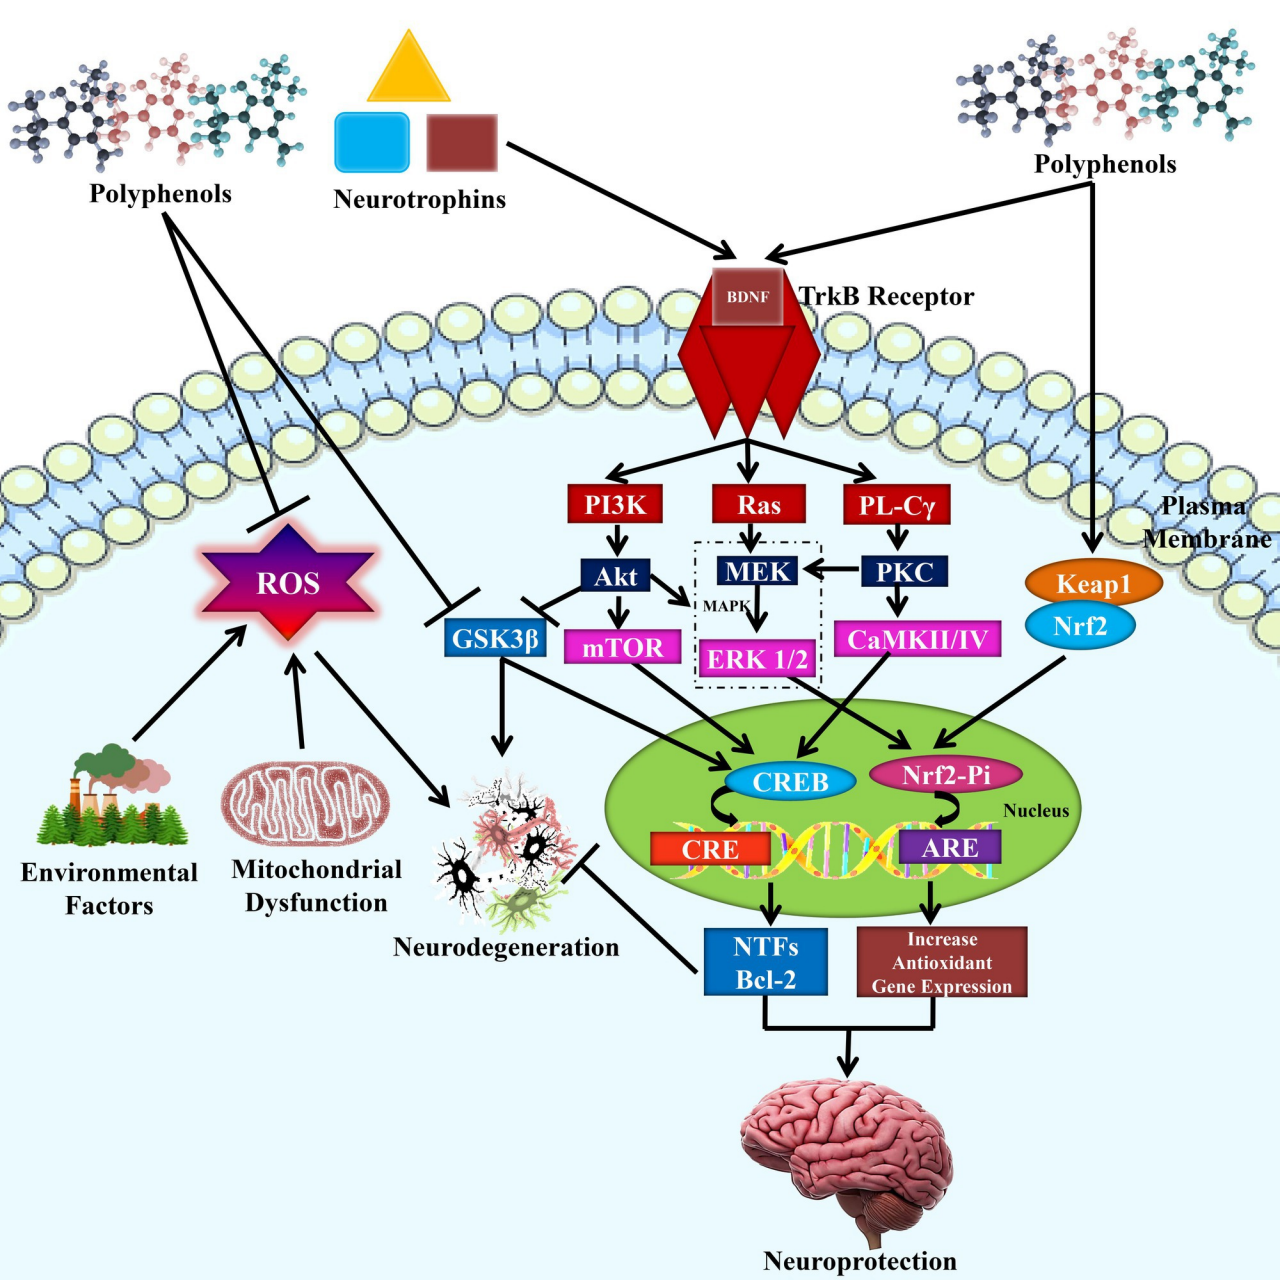 Polyphenols
Neurotrophins
Polyphenols
BDNF
TrkB Receptor
Plasma
Membrane
PI3K
Ras
PL-Cγ
ROS
Akt
MEK
PKC
Keap1
MAPK
Nrf2
GSK3β
mTOR
ERK 1/2
CaMKII/IV
CREB
Nrf2-Pi
Nucleus
CRE
ARE
Environmental
Factors
Mitochondrial
Dysfunction
Neurodegeneration
NTFs
Bcl-2
Increase
Antioxidant
Gene Expression
Neuroprotection